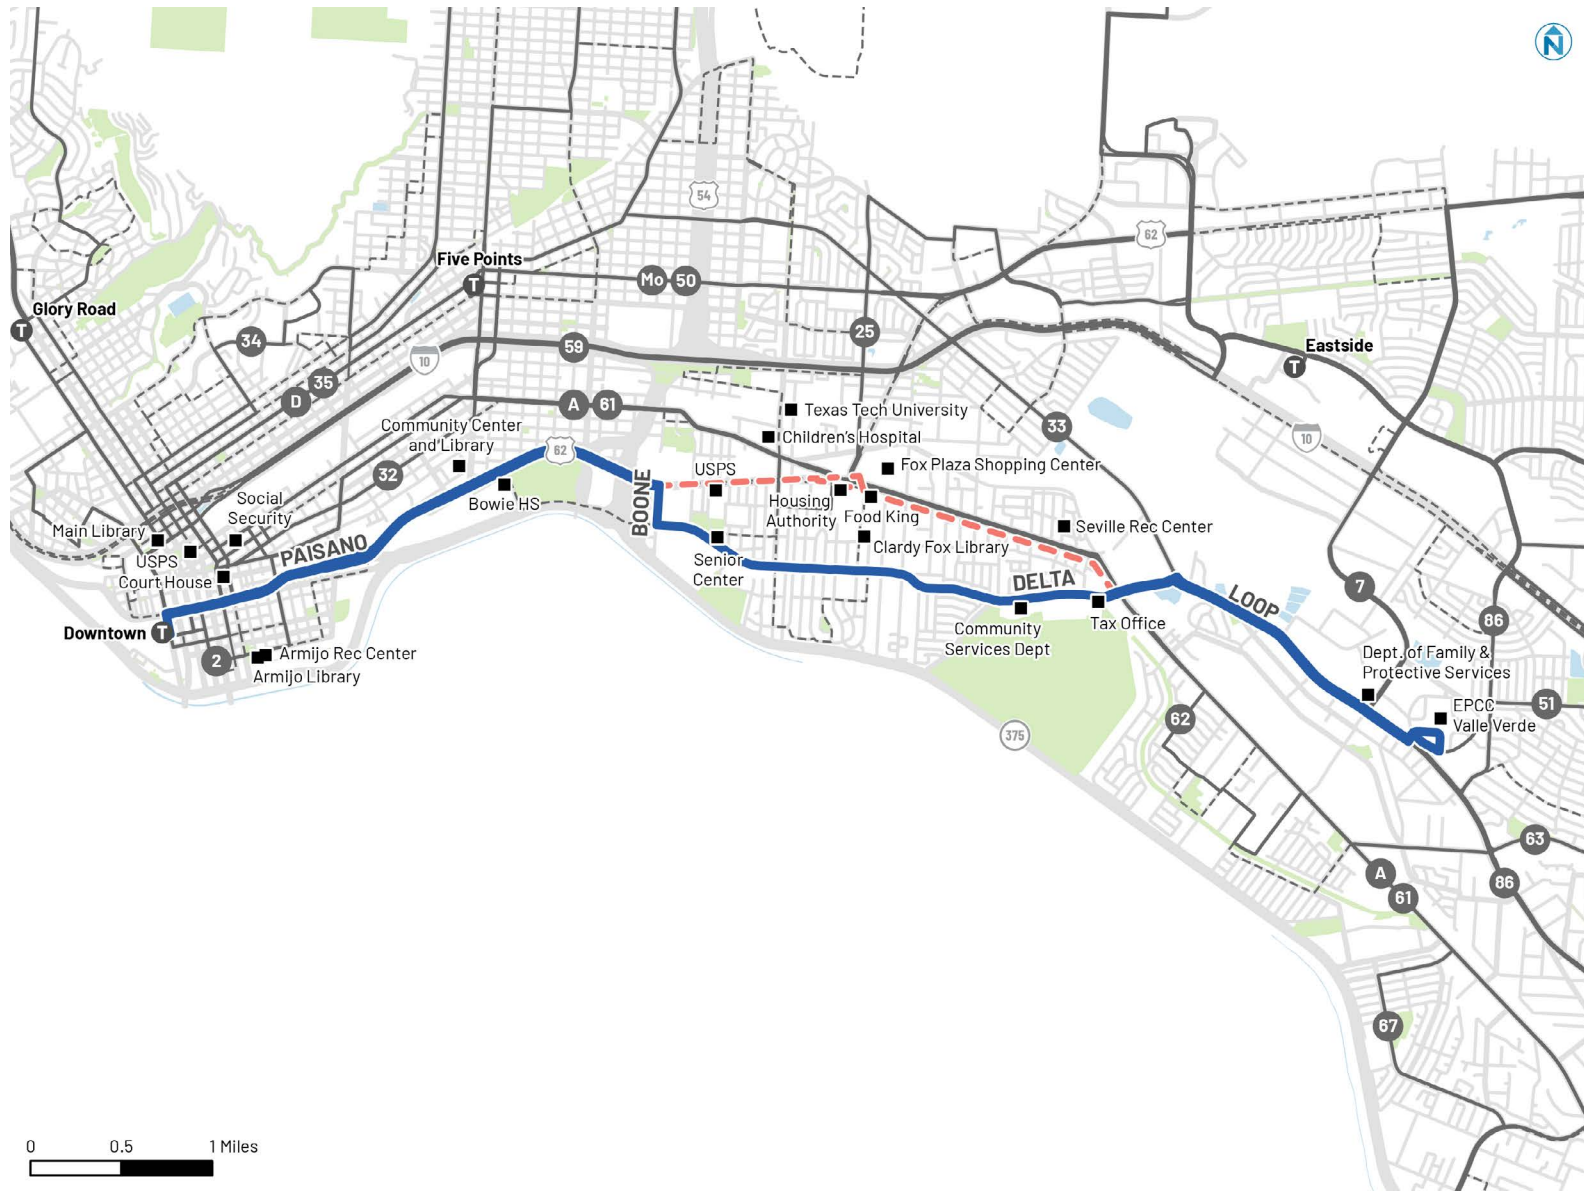 N
54
62
Five Points
T
Mo
50
Glory Road
T
34
25
59
10
Eastside
T
35
D
A
61
Texas Tech University
33
Community Center
and Library
Children's Hospital
10
62
32
Fox Plaza Shopping Center
USPS
BOONE
Bowie HS
Housing
Authority
Food King
Social
Security
Main Library
Seville Rec Center
PAISANO
Clardy Fox Library
USPS
Court House
Senior
Center
DELTA
LOOP
7
Tax Office
86
Downtown
T
Community
Services Dept
2
Armijo Rec Center
Armijo Library
Dept. of Family &
Protective Services
EPCC
Valle Verde
51
62
375
63
A
61
86
67
0
0.5
1 Miles